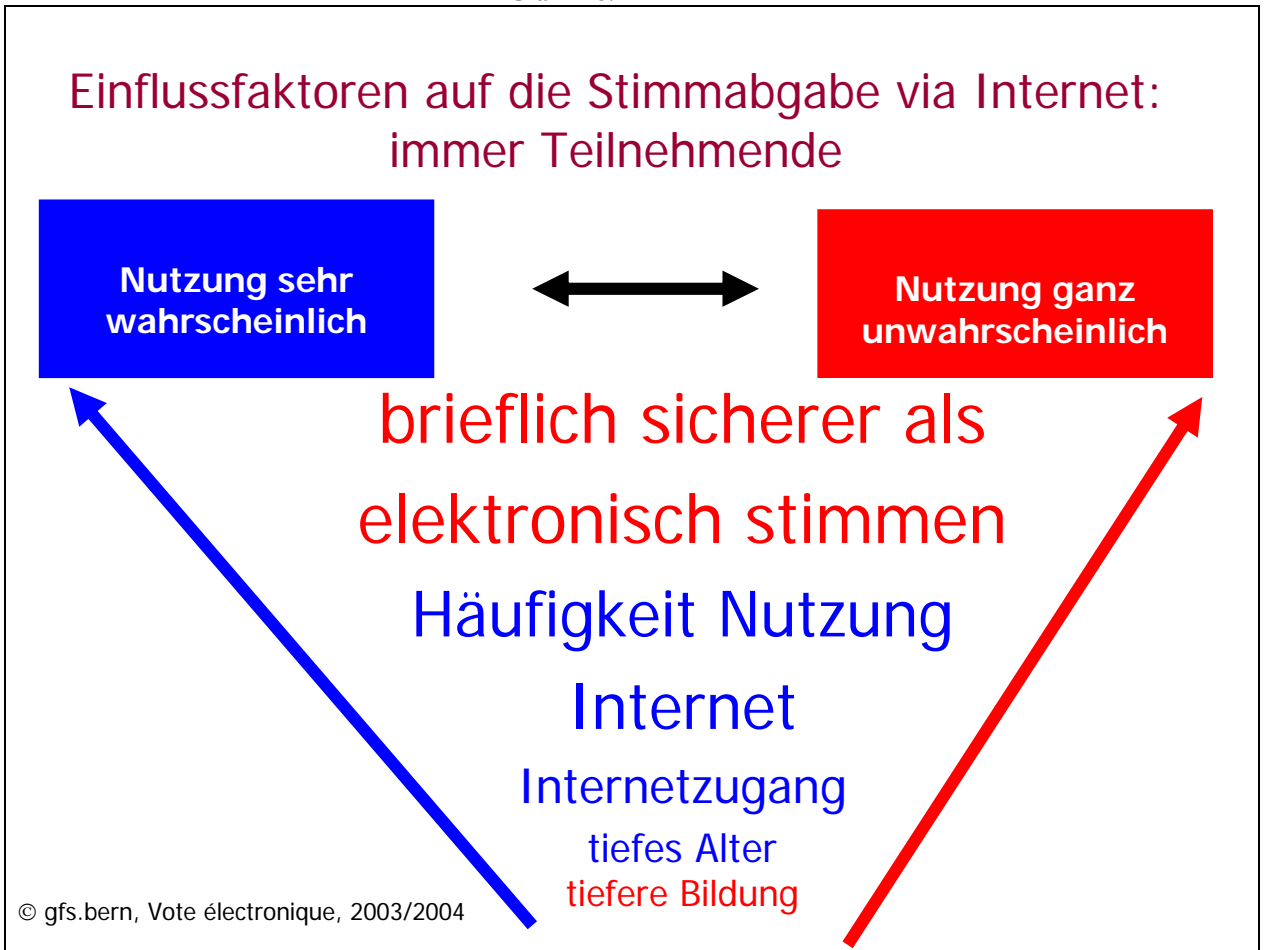 Einflussfaktoren auf die Stimmabgabe via Internet:
immer Teilnehmende
Nutzung sehr
wahrscheinlich
Nutzung ganz
unwahrscheinlich
brieflich sicherer als
elektronisch stimmen
Häufigkeit Nutzung
Internet
Internetzugang
tiefes Alter
tiefere Bildung
© gfs.bern, Vote électronique, 2003/2004